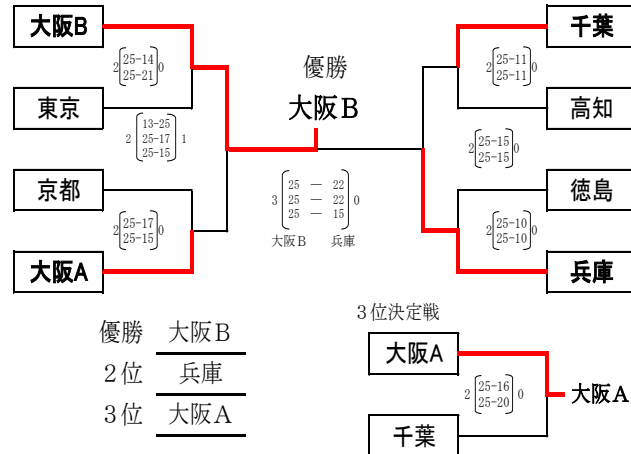 大阪B
2 25-14 0
25-21
東京
2 13-25 1
25-17
25-15
京都
2 25-17 0
25-15
大阪A
優勝
大阪B
3 25 — 22 0
25 — 22
25 — 15
大阪B 兵庫
千葉
2 25-11 0
25-11
高知
2 25-15 0
25-15
徳島
2 25-10 0
25-10
兵庫
優勝 大阪B
2位 兵庫
3位 大阪A
3位決定戦
大阪A
2 25-16 0
25-20
大阪A
千葉